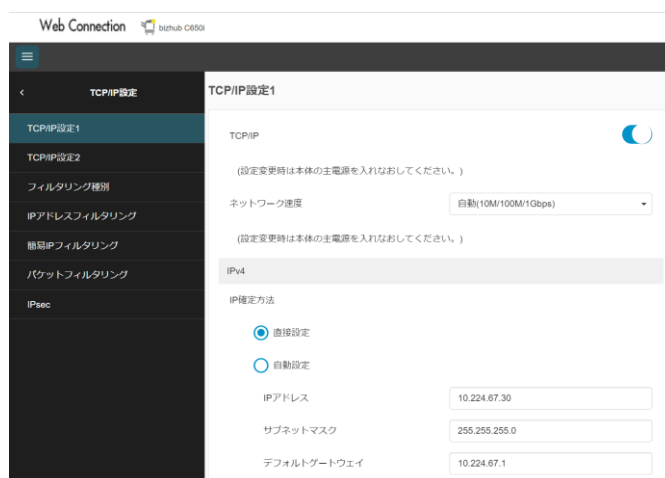 Web Connection bizhub C650i
TCP/IP設定
TCP/IP設定1
TCP/IP設定2
フィルタリング種別
IPアドレスフィルタリング
簡易IPフィルタリング
パケットフィルタリング
IPsec
TCP/IP設定1
TCP/IP
(設定変更時は本体の主電源を入れなおしてください。)
ネットワーク速度 自動(10M/100M/1Gbps)
(設定変更時は本体の主電源を入れなおしてください。)
IPv4
IP確定方法
直接設定
自動設定
IPアドレス 10.224.67.30
サブネットマスク 255.255.255.0
デフォルトゲートウェイ 10.224.67.1